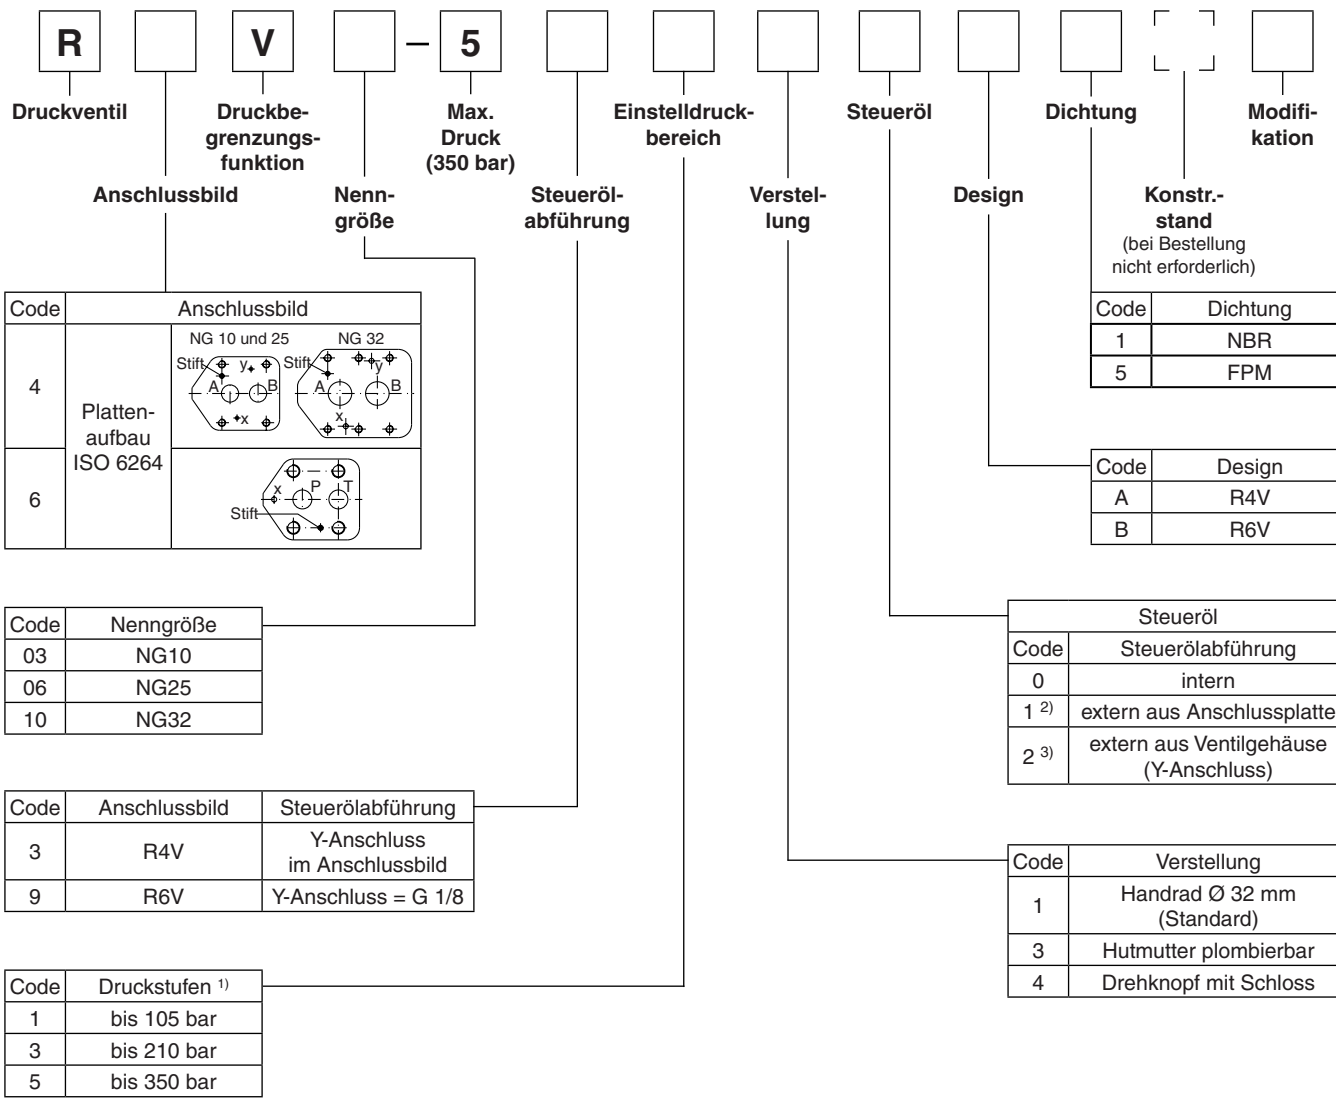 R V – 5
Druckventil
Druckbe-
grenzungs-
funktion
Max.
Druck
(350 bar)
Einstelldruck-
bereich
Steueröl
Dichtung
Modifi-
kation
Anschlussbild
Nenn-
größe
Steueröl-
abführung
Verstel-
lung
Design
Konstr.-
stand
(bei Bestellung
nicht erforderlich)
Code Anschlussbild
4
Platten-
aufbau
ISO 6264
NG 10 und 25
Stift
y
A
B
x
NG 32
Stift
y
A
B
x
6
x
P
T
Stift
Code Nenngröße
03 NG10
06 NG25
10 NG32
Code Anschlussbild Steuerölabführung
3 R4V Y-Anschluss
im Anschlussbild
9 R6V Y-Anschluss = G 1/8
Code Druckstufen 1)
1 bis 105 bar
3 bis 210 bar
5 bis 350 bar
Code Dichtung
1 NBR
5 FPM
Code Design
A R4V
B R6V
Steueröl
Code Steuerölabführung
0 intern
1 2) extern aus Anschlussplatte
2 3) extern aus Ventilgehäuse
(Y-Anschluss)
Code Verstellung
1 Handrad Ø 32 mm
(Standard)
3 Hutmutter plombierbar
4 Drehknopf mit Schloss